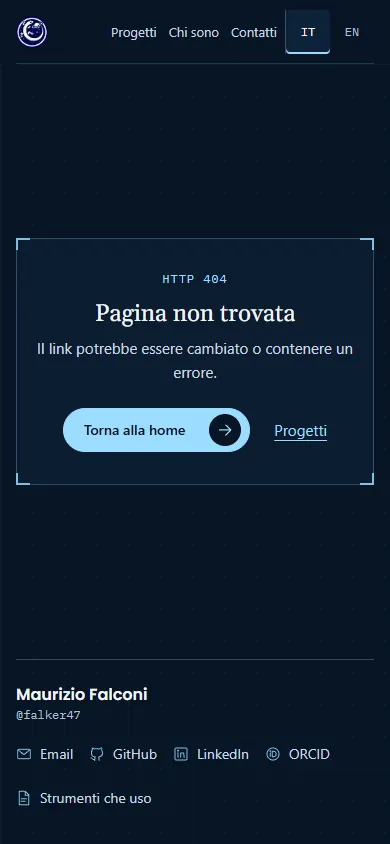 Progetti Chi sono Contatti IT EN
HTTP 404
Pagina non trovata
Il link potrebbe essere cambiato o contenere un
errore.
Torna alla home Progetti
Maurizio Falconi
@falker47
Email GitHub LinkedIn ORCID
Strumenti che uso